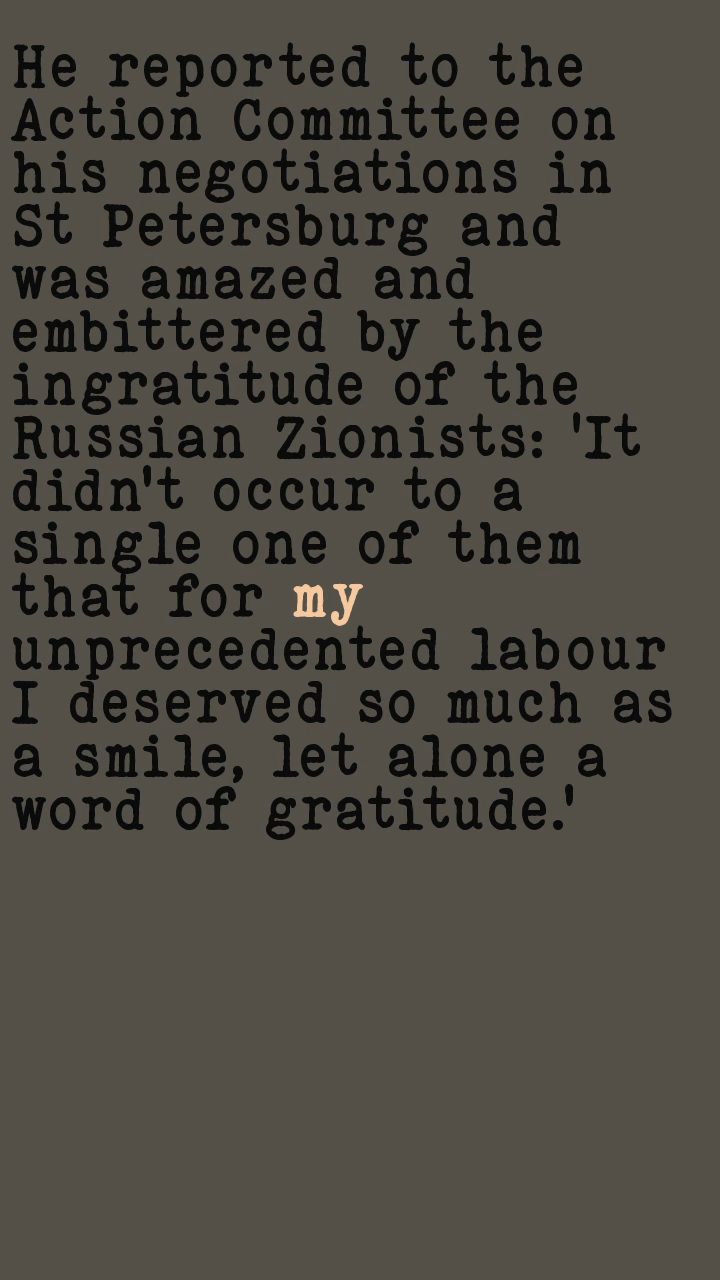 He reported to the
Action Committee on
his negotiations in
St Petersburg and
was amazed and
embittered by the
ingratitude of the
Russian Zionists: 'It
didn't occur to a
single one of them
that for my
unprecedented labour
I deserved so much as
a smile, let alone a
word of gratitude.'